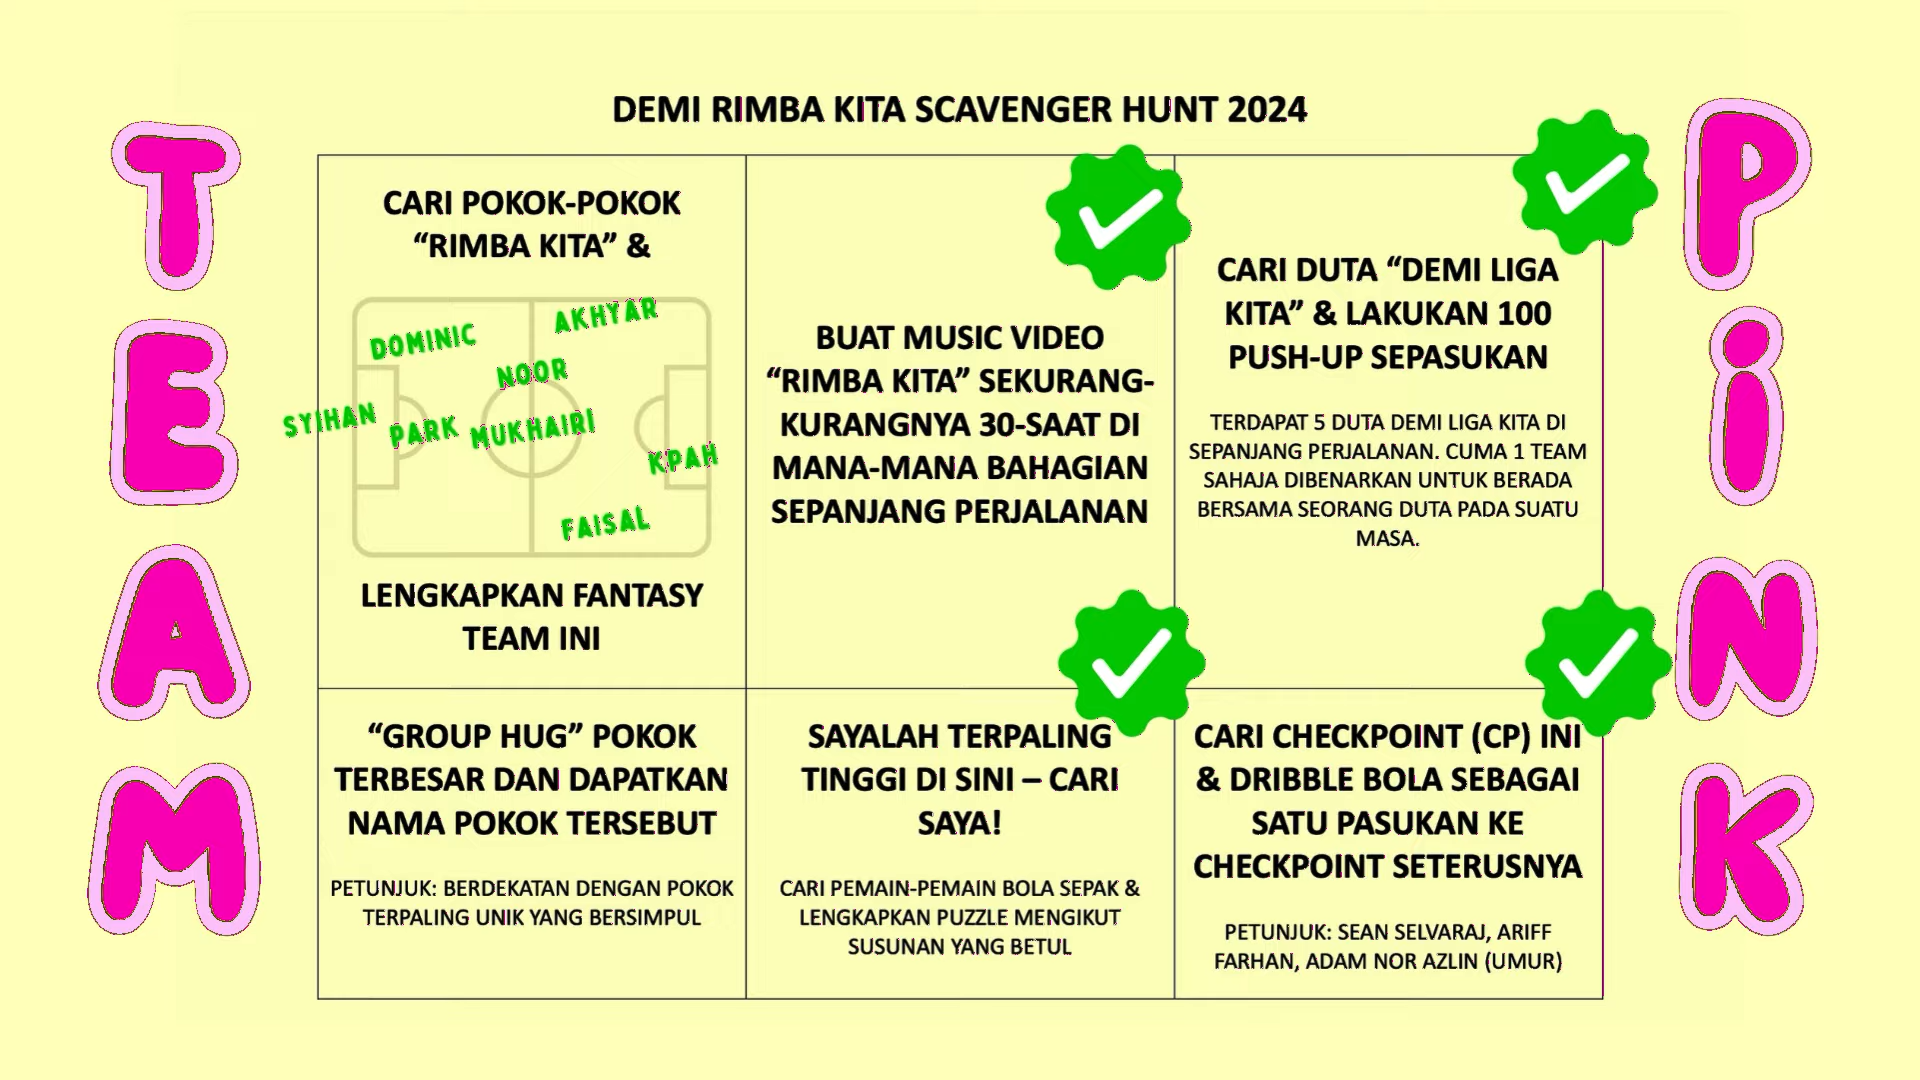 DEMI RIMBA KITA SCAVENGER HUNT 2024
TEAM
PINK
CARI POKOK-POKOK
“RIMBA KITA” &
AKHYAR
DOMINIC
NOOR
SYIHAN
PARK
MUKHAIRI
KPAH
FAISAL
LENGKAPKAN FANTASY
TEAM INI
BUAT MUSIC VIDEO
“RIMBA KITA” SEKURANG-
KURANGNYA 30-SAAT DI
MANA-MANA BAHAGIAN
SEPANJANG PERJALANAN
CARI DUTA “DEMI LIGA
KITA” & LAKUKAN 100
PUSH-UP SEPASUKAN
TERDAPAT 5 DUTA DEMI LIGA KITA DI
SEPANJANG PERJALANAN. CUMA 1 TEAM
SAHAJA DIBENARKAN UNTUK BERADA
BERSAMA SEORANG DUTA PADA SUATU
MASA.
“GROUP HUG” POKOK
TERBESAR DAN DAPATKAN
NAMA POKOK TERSEBUT
PETUNJUK: BERDEKATAN DENGAN POKOK
TERPALING UNIK YANG BERSIMPUL
SAYALAH TERPALING
TINGGI DI SINI – CARI
SAYA!
CARI PEMAIN-PEMAIN BOLA SEPAK &
LENGKAPKAN PUZZLE MENGIKUT
SUSUNAN YANG BETUL
CARI CHECKPOINT (CP) INI
& DRIBBLE BOLA SEBAGAI
SATU PASUKAN KE
CHECKPOINT SETERUSNYA
PETUNJUK: SEAN SELVARAJ, ARIFF
FARHAN, ADAM NOR AZLIN (UMUR)